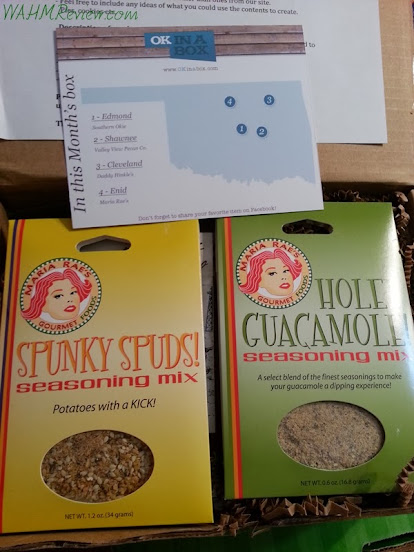 WAHMReview.com
- Feel free to include any ideas of what you could use the contents to create.
OK IN A
BOX
www.OKinabox.com
In this Month's box
1 - Edmond
Southern Okie
2 - Shawnee
Valley View Pecan Co.
3 - Cleveland
Daddy Hinkle's
4 - Enid
Maria Rae's
4
3
1
2
Don't forget to share your favorite item on Facebook!
MARIA RAE'S
GOURMET FOODS
SPUNKY SPUDS!
seasoning mix
Potatoes with a KICK!
NET WT. 1.2 oz. (34 grams)
MARIA RAE'S
GOURMET FOODS
HOLE
GUACAMOLE!
seasoning mix
A select blend of the finest seasonings to make
your guacamole a dipping experience!
NET WT. 0.6 oz. (16.8 grams)